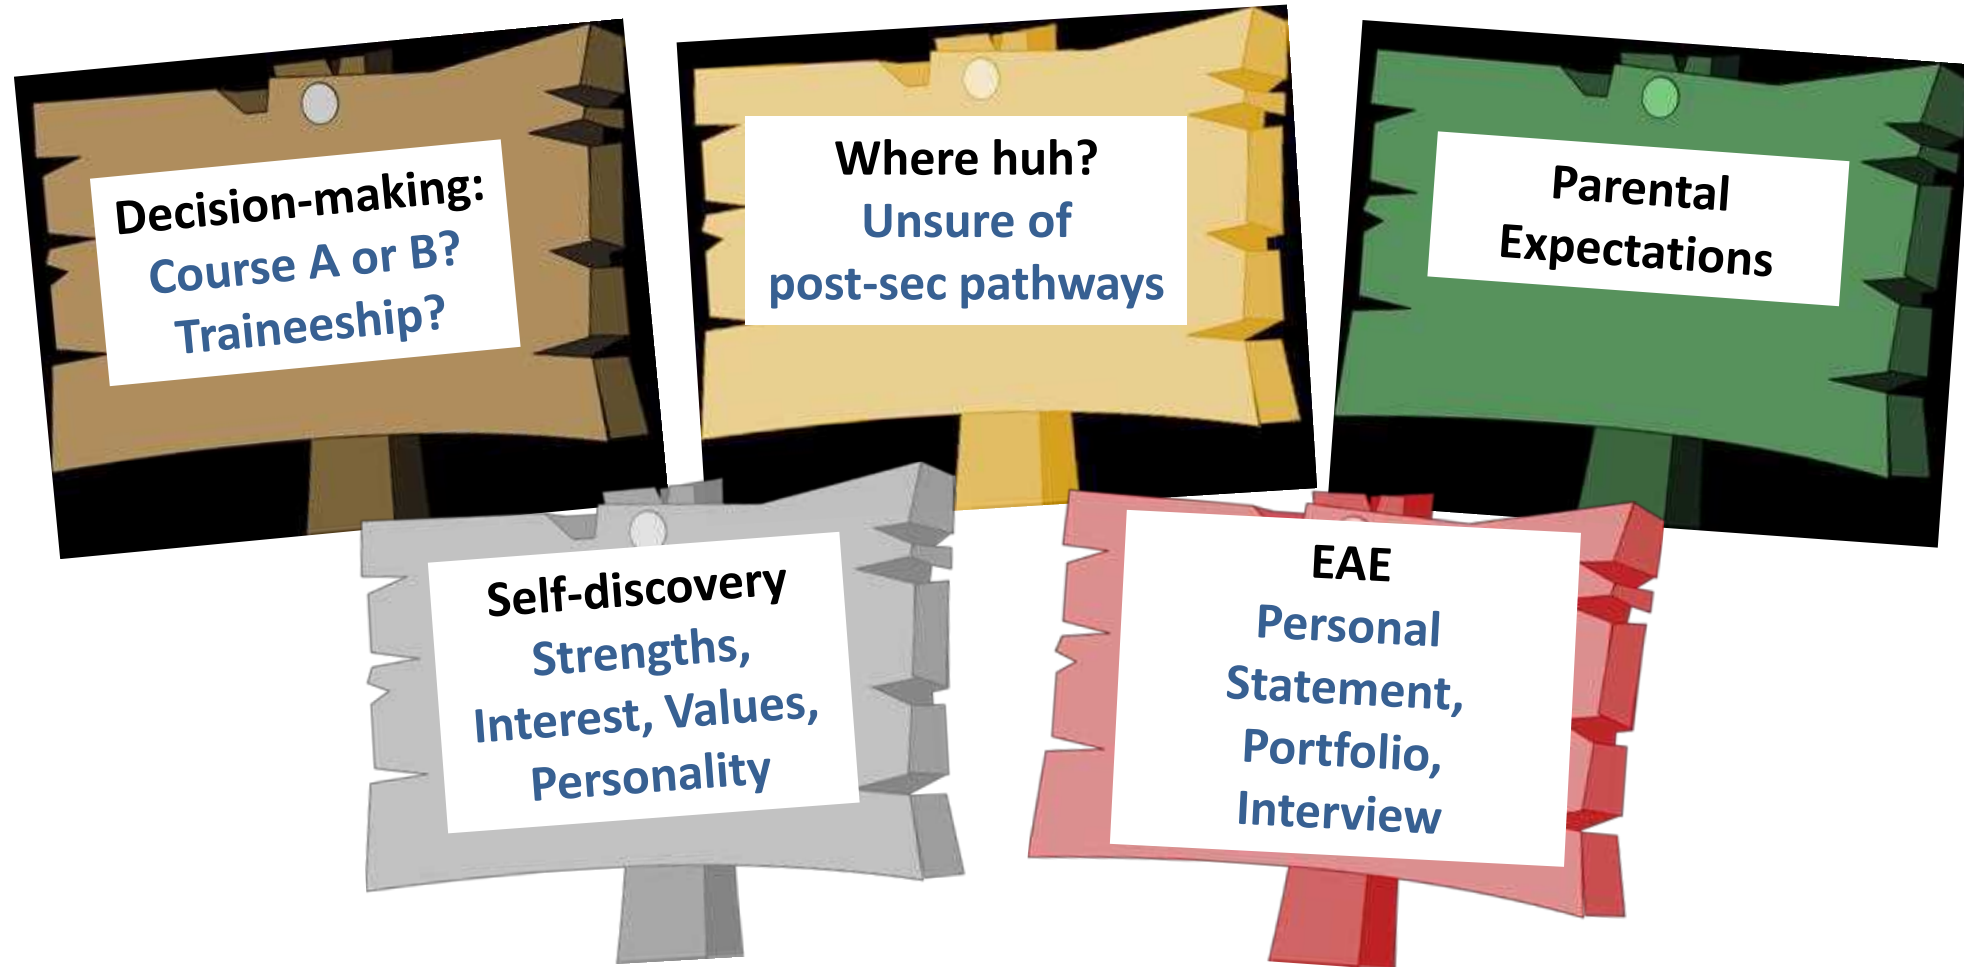 Decision-making:
Course A or B?
Traineeship?
Where huh?
Unsure of
post-sec pathways
Parental
Expectations
Self-discovery
Strengths,
Interest, Values,
Personality
EAE
Personal
Statement,
Portfolio,
Interview